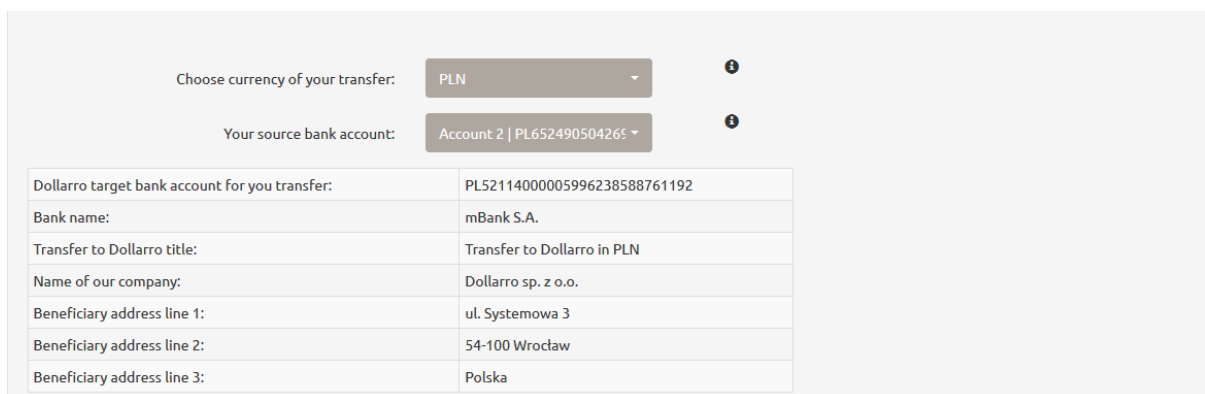 Choose currency of your transfer: PLN
Your source bank account: Account 2 | PL65249050426
Dollarro target bank account for you transfer: PL52114000005996238588761192
Bank name: mBank S.A.
Transfer to Dollarro title: Transfer to Dollarro in PLN
Name of our company: Dollarro sp. z o.o.
Beneficiary address line 1: ul. Systemowa 3
Beneficiary address line 2: 54-100 Wrocław
Beneficiary address line 3: Polska